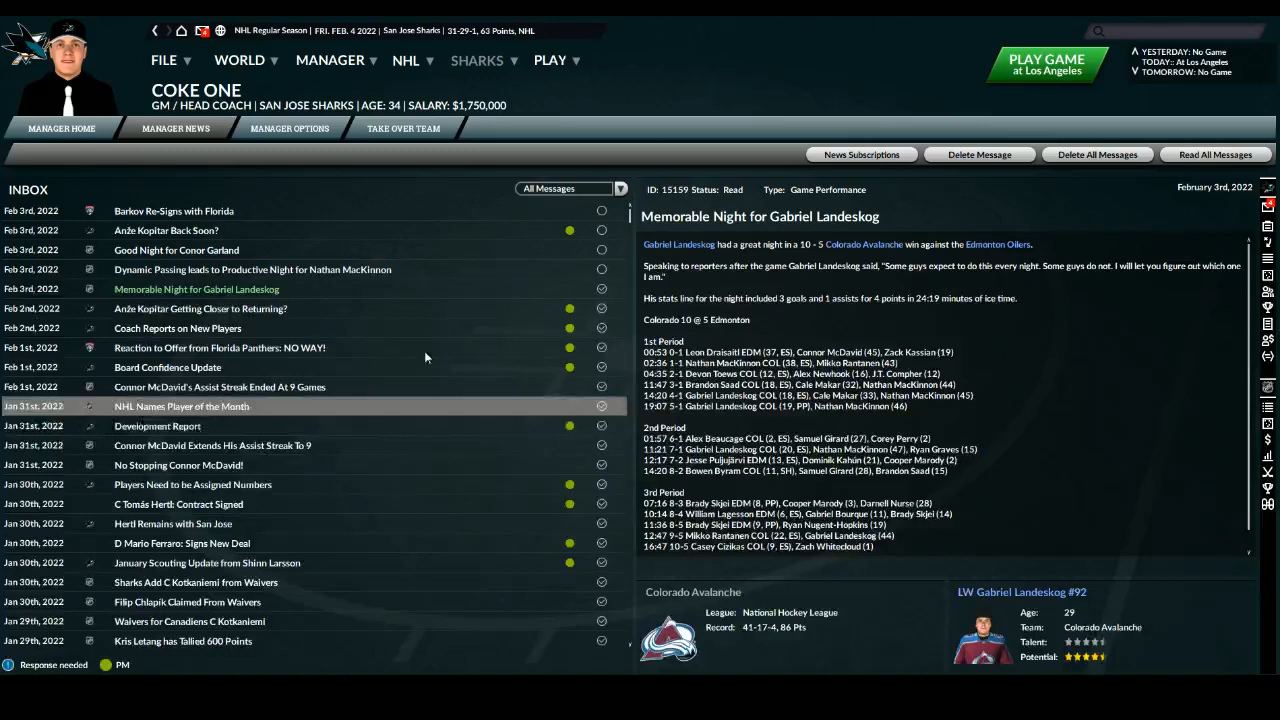 NHL Regular Season | FRI. FEB. 4 2022 | San Jose Sharks | 31-29-1, 63 Points, NHL
FILE WORLD MANAGER NHL SHARKS PLAY
PLAY GAME
at Los Angeles
YESTERDAY: No Game
TODAY:: At Los Angeles
TOMORROW: No Game
COKE ONE
GM / HEAD COACH | SAN JOSE SHARKS | AGE: 34 | SALARY: $1,750,000
MANAGER HOME MANAGER NEWS MANAGER OPTIONS TAKE OVER TEAM
News Subscriptions Delete Message Delete All Messages Read All Messages
INBOX All Messages
Feb 3rd, 2022 Barkov Re-Signs with Florida
Feb 3rd, 2022 Anže Kopitar Back Soon?
Feb 3rd, 2022 Good Night for Conor Garland
Feb 3rd, 2022 Dynamic Passing leads to Productive Night for Nathan MacKinnon
Feb 3rd, 2022 Memorable Night for Gabriel Landeskog
Feb 2nd, 2022 Anže Kopitar Getting Closer to Returning?
Feb 2nd, 2022 Coach Reports on New Players
Feb 1st, 2022 Reaction to Offer from Florida Panthers: NO WAY!
Feb 1st, 2022 Board Confidence Update
Feb 1st, 2022 Connor McDavid's Assist Streak Ended At 9 Games
Jan 31st, 2022 NHL Names Player of the Month
Jan 31st, 2022 Development Report
Jan 31st, 2022 Connor McDavid Extends His Assist Streak To 9
Jan 31st, 2022 No Stopping Connor McDavid!
Jan 30th, 2022 Players Need to be Assigned Numbers
Jan 30th, 2022 C Tomás Hertl: Contract Signed
Jan 30th, 2022 Hertl Remains with San Jose
Jan 30th, 2022 D Mario Ferraro: Signs New Deal
Jan 30th, 2022 January Scouting Update from Shinn Larsson
Jan 30th, 2022 Sharks Add C Kotkaniemi from Waivers
Jan 30th, 2022 Filip Chlapík Claimed From Waivers
Jan 29th, 2022 Waivers for Canadiens C Kotkaniemi
Jan 29th, 2022 Kris Letang has Tallied 600 Points
Response needed PM
ID: 15159 Status: Read Type: Game Performance February 3rd, 2022
Memorable Night for Gabriel Landeskog
Gabriel Landeskog had a great night in a 10 - 5 Colorado Avalanche win against the Edmonton Oilers.
Speaking to reporters after the game Gabriel Landeskog said, "Some guys expect to do this every night. Some guys do not. I will let you figure out which one
I am."
His stats line for the night included 3 goals and 1 assists for 4 points in 24:19 minutes of ice time.
Colorado 10 @ 5 Edmonton
1st Period
00:53 0-1 Leon Draisaitl EDM (37, ES), Connor McDavid (45), Zack Kassian (19)
02:36 1-1 Nathan MacKinnon COL (38, ES), Mikko Rantanen (43)
04:35 2-1 Devon Toews COL (12, ES), Alex Newhook (16), J.T. Compher (12)
11:47 3-1 Brandon Saad COL (18, ES), Cale Makar (32), Nathan MacKinnon (44)
14:20 4-1 Gabriel Landeskog COL (18, ES), Cale Makar (33), Nathan MacKinnon (45)
19:07 5-1 Gabriel Landeskog COL (19, PP), Nathan MacKinnon (46)
2nd Period
01:57 6-1 Alex Beaucage COL (2, ES), Samuel Girard (27), Corey Perry (2)
11:21 7-1 Gabriel Landeskog COL (20, ES), Nathan MacKinnon (47), Ryan Graves (15)
12:17 7-2 Jesse Puljujärvi EDM (13, ES), Dominik Kahún (21), Cooper Marody (2)
14:20 8-2 Bowen Byram COL (11, SH), Samuel Girard (28), Brandon Saad (15)
3rd Period
07:16 8-3 Brady Skjei EDM (8, PP), Cooper Marody (3), Darnell Nurse (28)
10:14 8-4 William Lagesson EDM (6, ES), Gabriel Bourque (11), Brady Skjei (14)
11:36 8-5 Brady Skjei EDM (9, PP), Ryan Nugent-Hopkins (19)
12:47 9-5 Mikko Rantanen COL (22, ES), Gabriel Landeskog (44)
16:47 10-5 Casey Cizikas COL (9, ES), Zach Whitecloud (1)
Colorado Avalanche
League: National Hockey League
Record: 41-17-4, 86 Pts
LW Gabriel Landeskog #92
Age: 29
Team: Colorado Avalanche
Talent:
Potential: